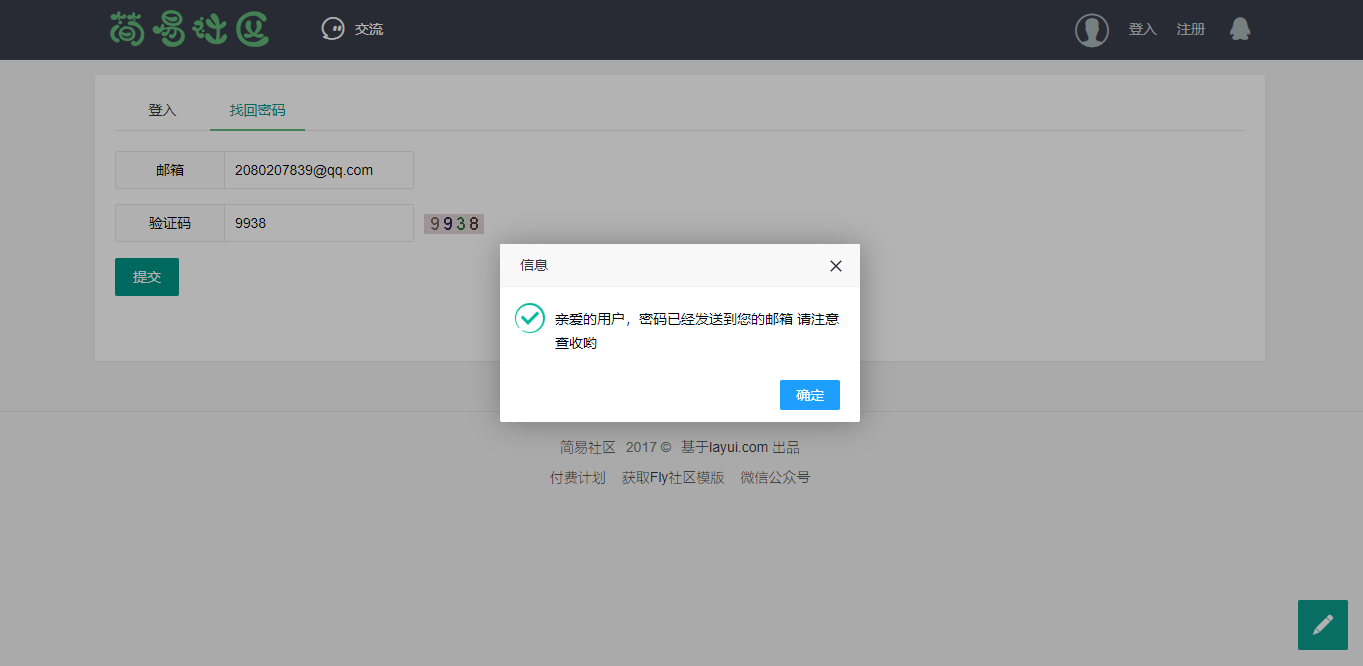 简易社区 交流 登入 注册
登入 找回密码
邮箱 2080207839@qq.com
验证码 9938 9938
提交
信息
亲爱的用户，密码已经发送到您的邮箱 请注意
查收哟
确定
简易社区 2017 © 基于layui.com 出品
付费计划 获取Fly社区模版 微信公众号